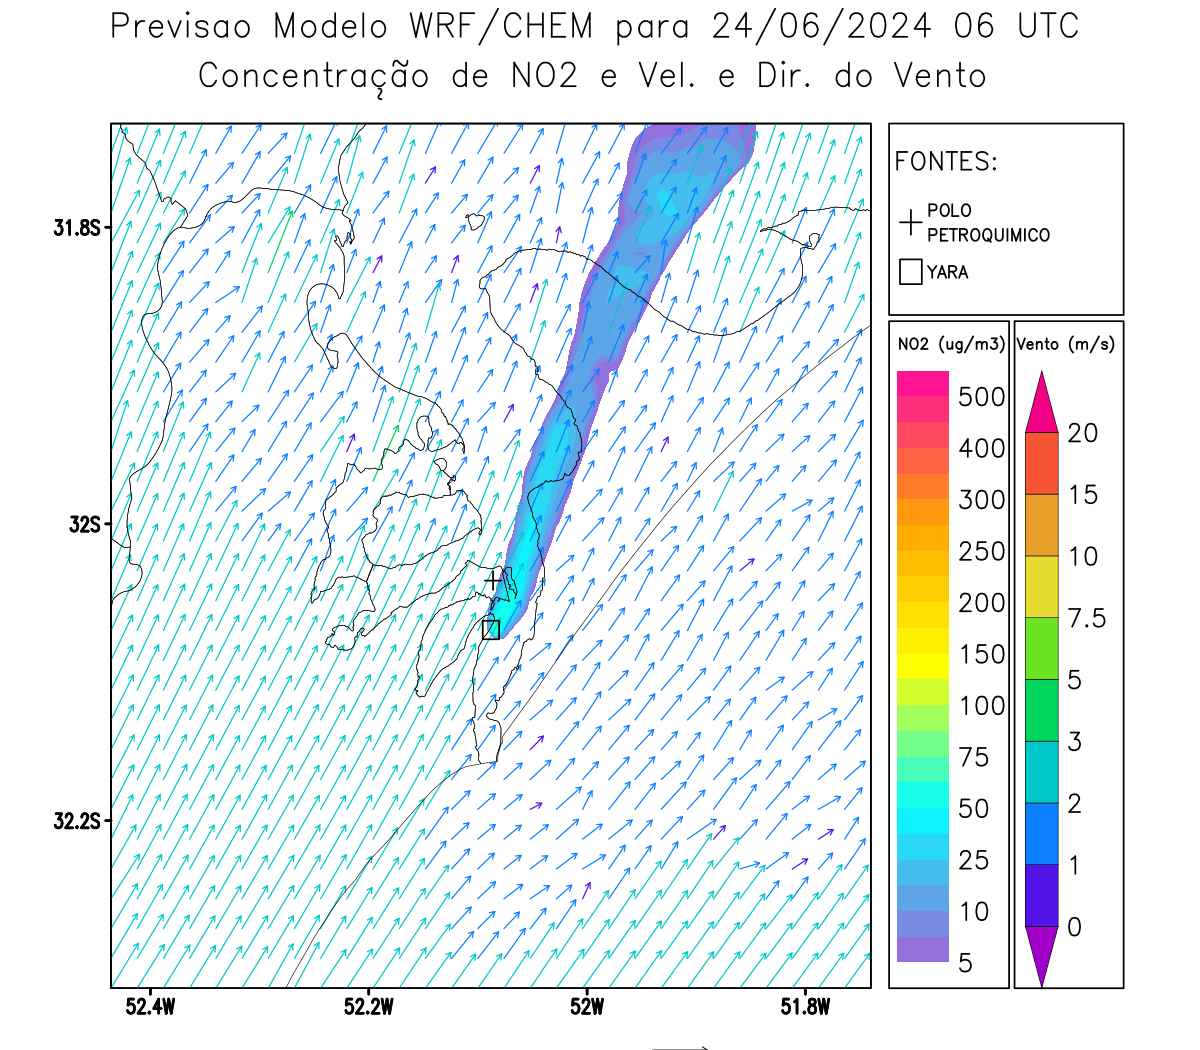 Previsao Modelo WRF/CHEM para 24/06/2024 06 UTC
Concentração de NO2 e Vel. e Dir. do Vento
FONTES:
POLO
PETROQUIMICO
YARA
31.8S
32S
32.2S
52.4W
52.2W
52W
51.8W
NO2 (ug/m3)
500
400
300
250
200
150
100
75
50
25
10
5
Vento (m/s)
20
15
10
7.5
5
3
2
1
0